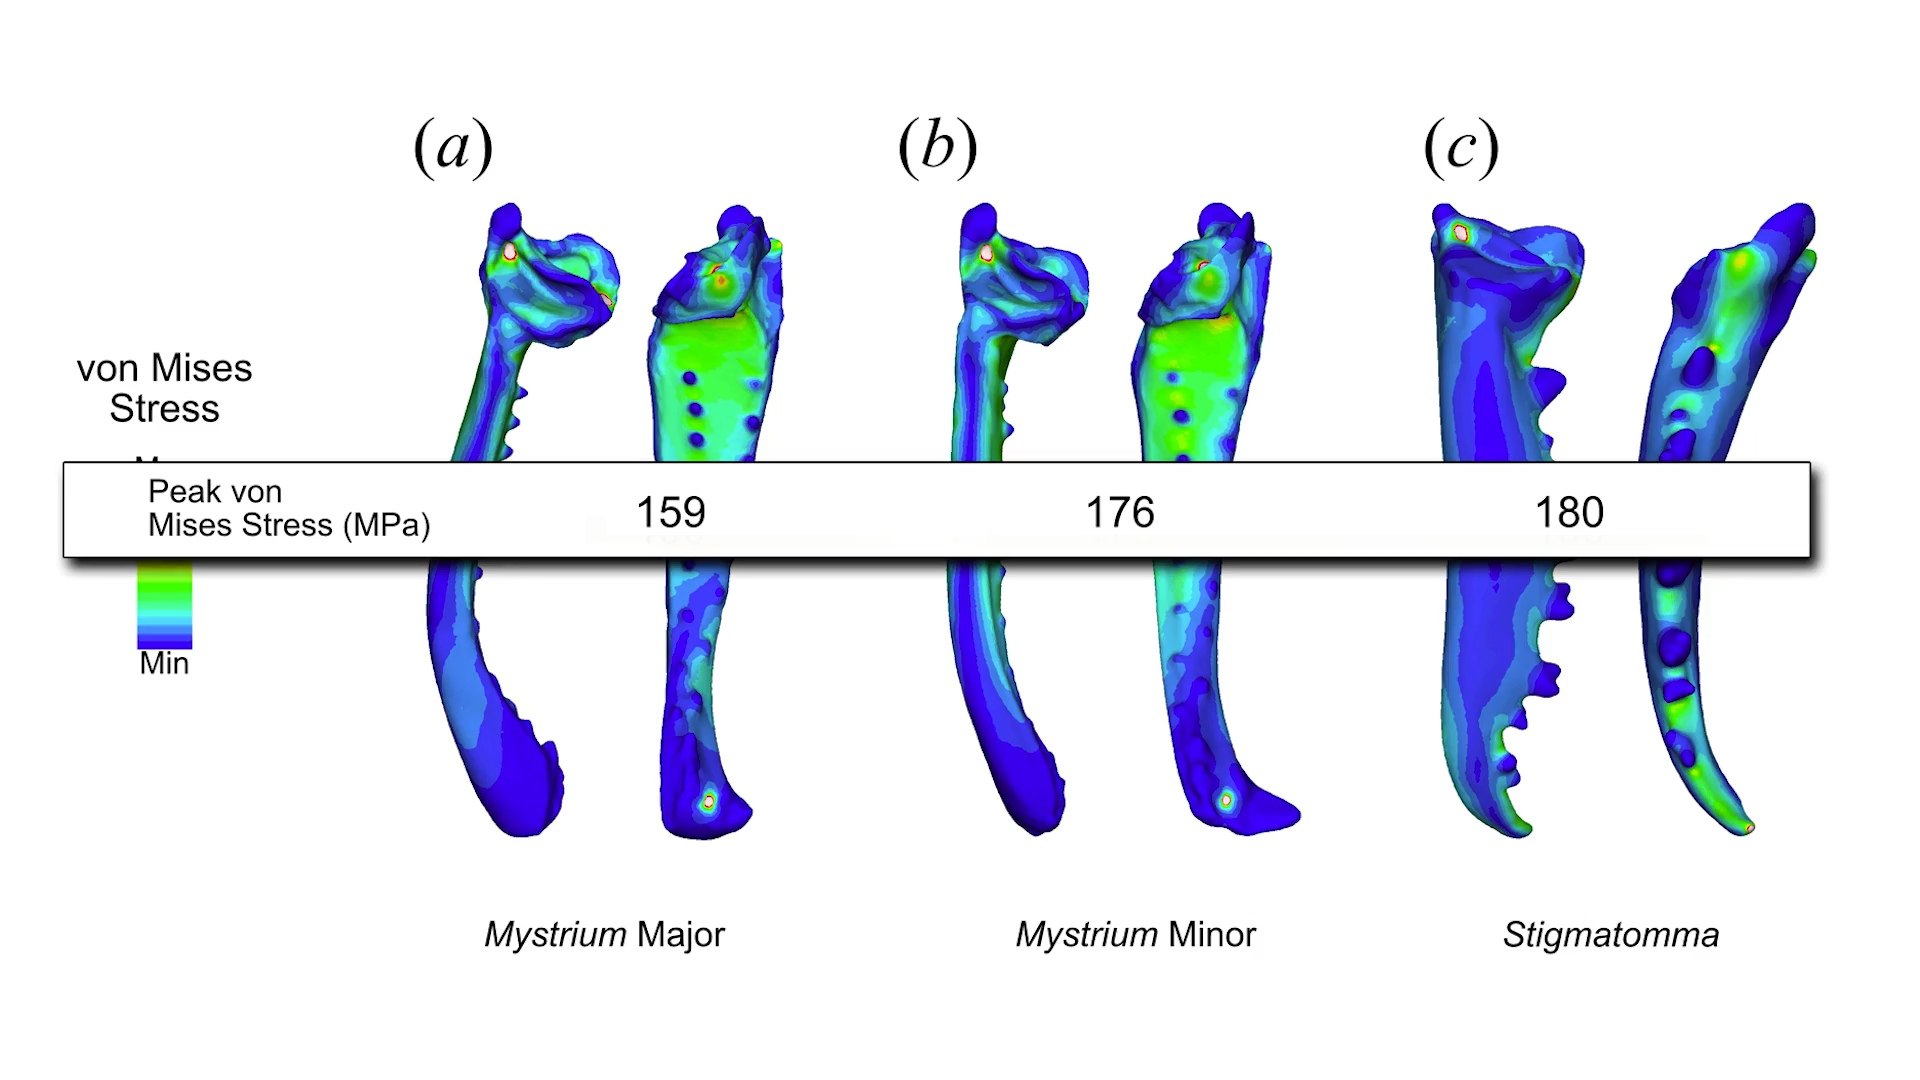 (a)
(b)
(c)
von Mises
Stress
Peak von
Mises Stress (MPa)
159
176
180
Min
Mystrium Major
Mystrium Minor
Stigmatomma